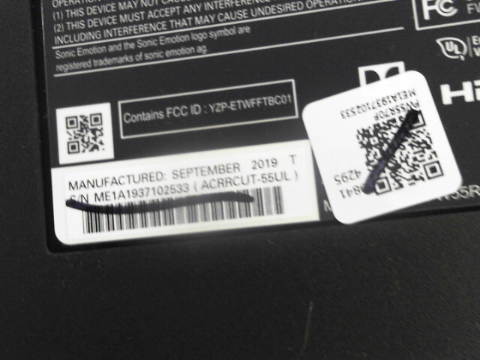 (1) THIS DEVICE MAY NOT CAUSE
(2) THIS DEVICE MUST ACCEPT ANY INTERFERENCE
INCLUDING INTERFERENCE THAT MAY CAUSE UNDESIRED OPERATION.
Sonic Emotion and the Sonic Emotion logo symbol are
registered trademarks of sonic emotion ag.
FC
UL
Contains FCC ID : YZP-ETWFFTBC01
MANUFACTURED: SEPTEMBER 2019 T
S/N ME1A1937102533 ( ACRRCUT-55UL )
ME1A1937102533
4295